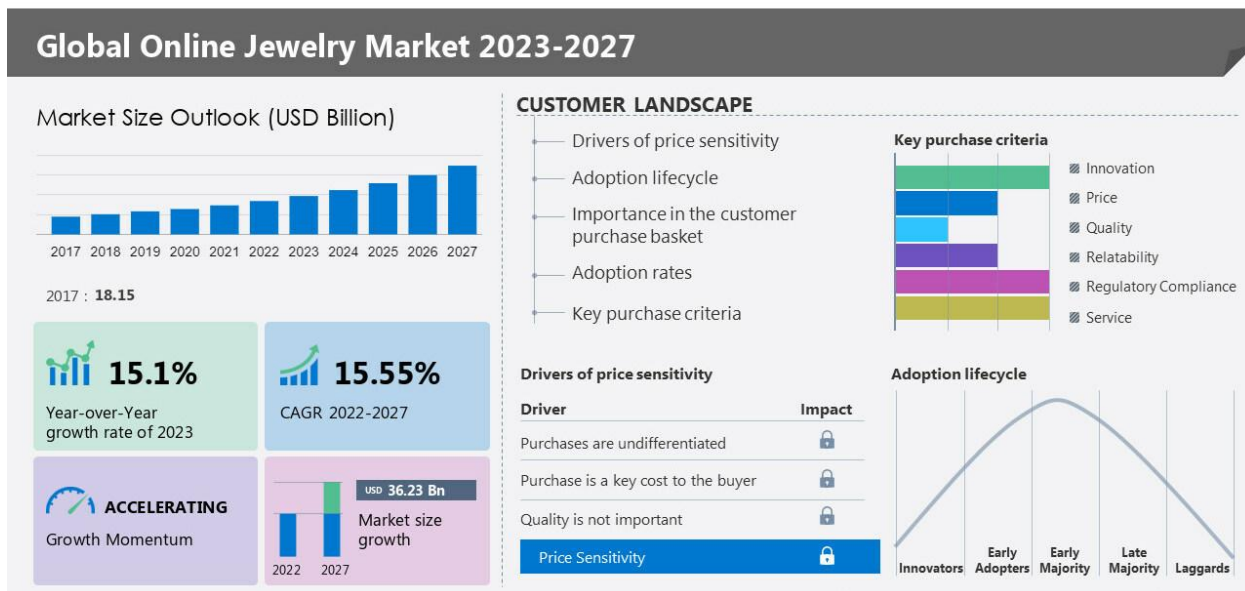 Global Online Jewelry Market 2023-2027
Market Size Outlook (USD Billion)
2017 2018 2019 2020 2021 2022 2023 2024 2025 2026 2027
2017 : 18.15
15.1%
Year-over-Year
growth rate of 2023
15.55%
CAGR 2022-2027
ACCELERATING
Growth Momentum
USD 36.23 Bn
Market size
growth
2022 2027
CUSTOMER LANDSCAPE
Drivers of price sensitivity
Adoption lifecycle
Importance in the customer
purchase basket
Adoption rates
Key purchase criteria
Key purchase criteria
Innovation
Price
Quality
Relatability
Regulatory Compliance
Service
Drivers of price sensitivity
Driver Impact
Purchases are undifferentiated
Purchase is a key cost to the buyer
Quality is not important
Price Sensitivity
Adoption lifecycle
Innovators
Early
Adopters
Early
Majority
Late
Majority
Laggards